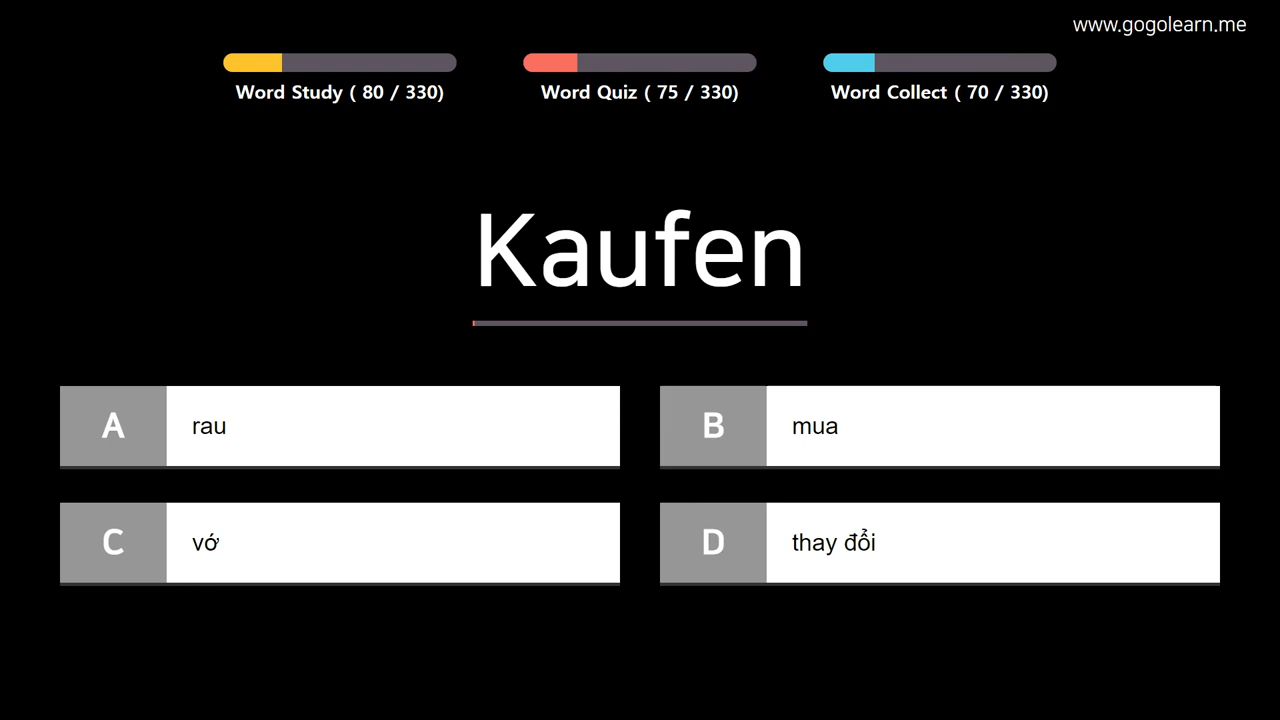 www.gogolearn.me
Word Study ( 80 / 330)
Word Quiz ( 75 / 330)
Word Collect ( 70 / 330)
Kaufen
A rau
B mua
C vớ
D thay đổi